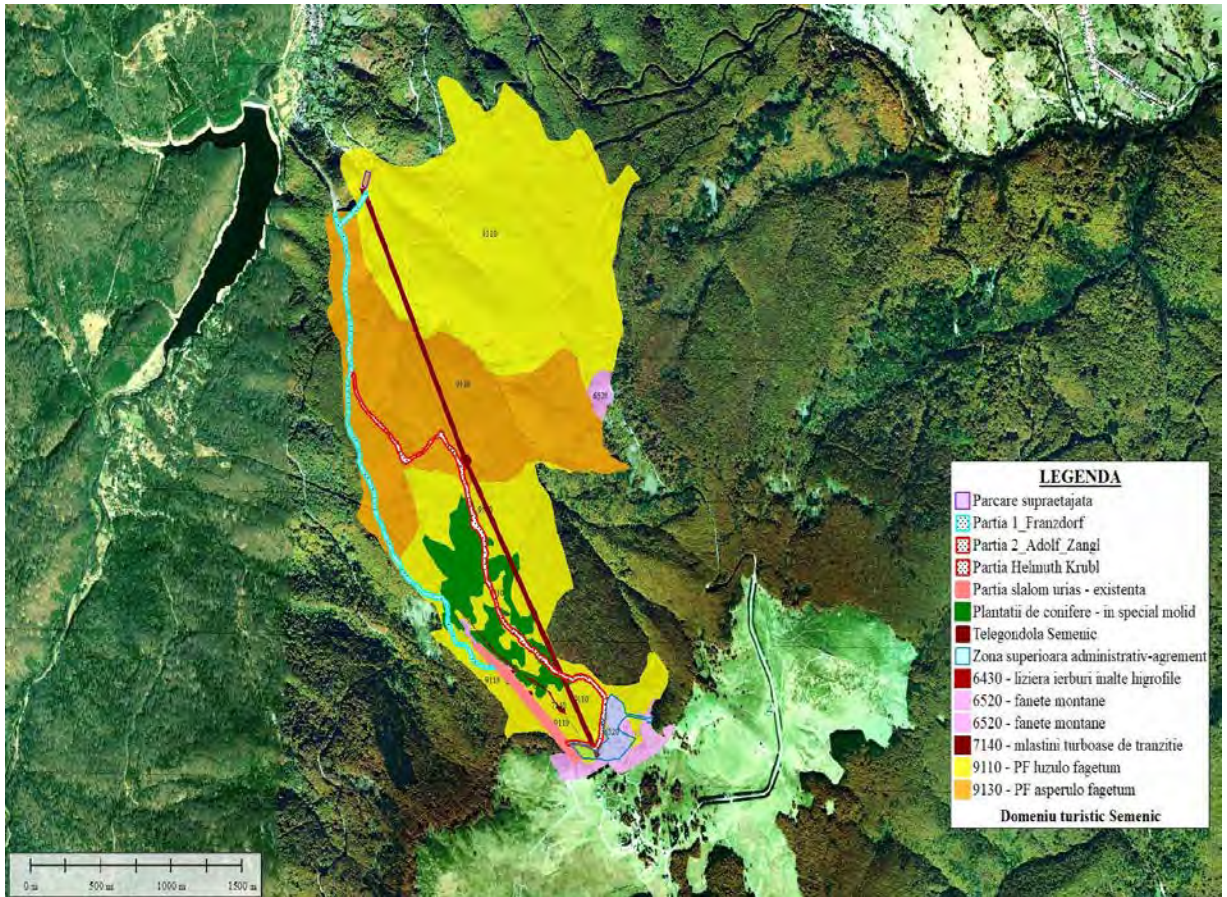 9110
6520
9110
9110
9110
LEGENDA
Parcare supraetajata
Partia 1_Franzdorf
Partia 2_Adolf_Zangl
Partia Helmuth Krubl
Partia slalom urias - existenta
Plantatii de conifere - in special molid
Telegondola Semenic
Zona superioara administrativ-agrement
6430 - liziera ierburi inalte higrofile
6520 - fanete montane
6520 - fanete montane
7140 - mlastini turboase de tranzitie
9110 - PF luzulo fagetum
9130 - PF asperulo fagetum
Domeniu turistic Semenic
0 m 500 m 1000 m 1500 m